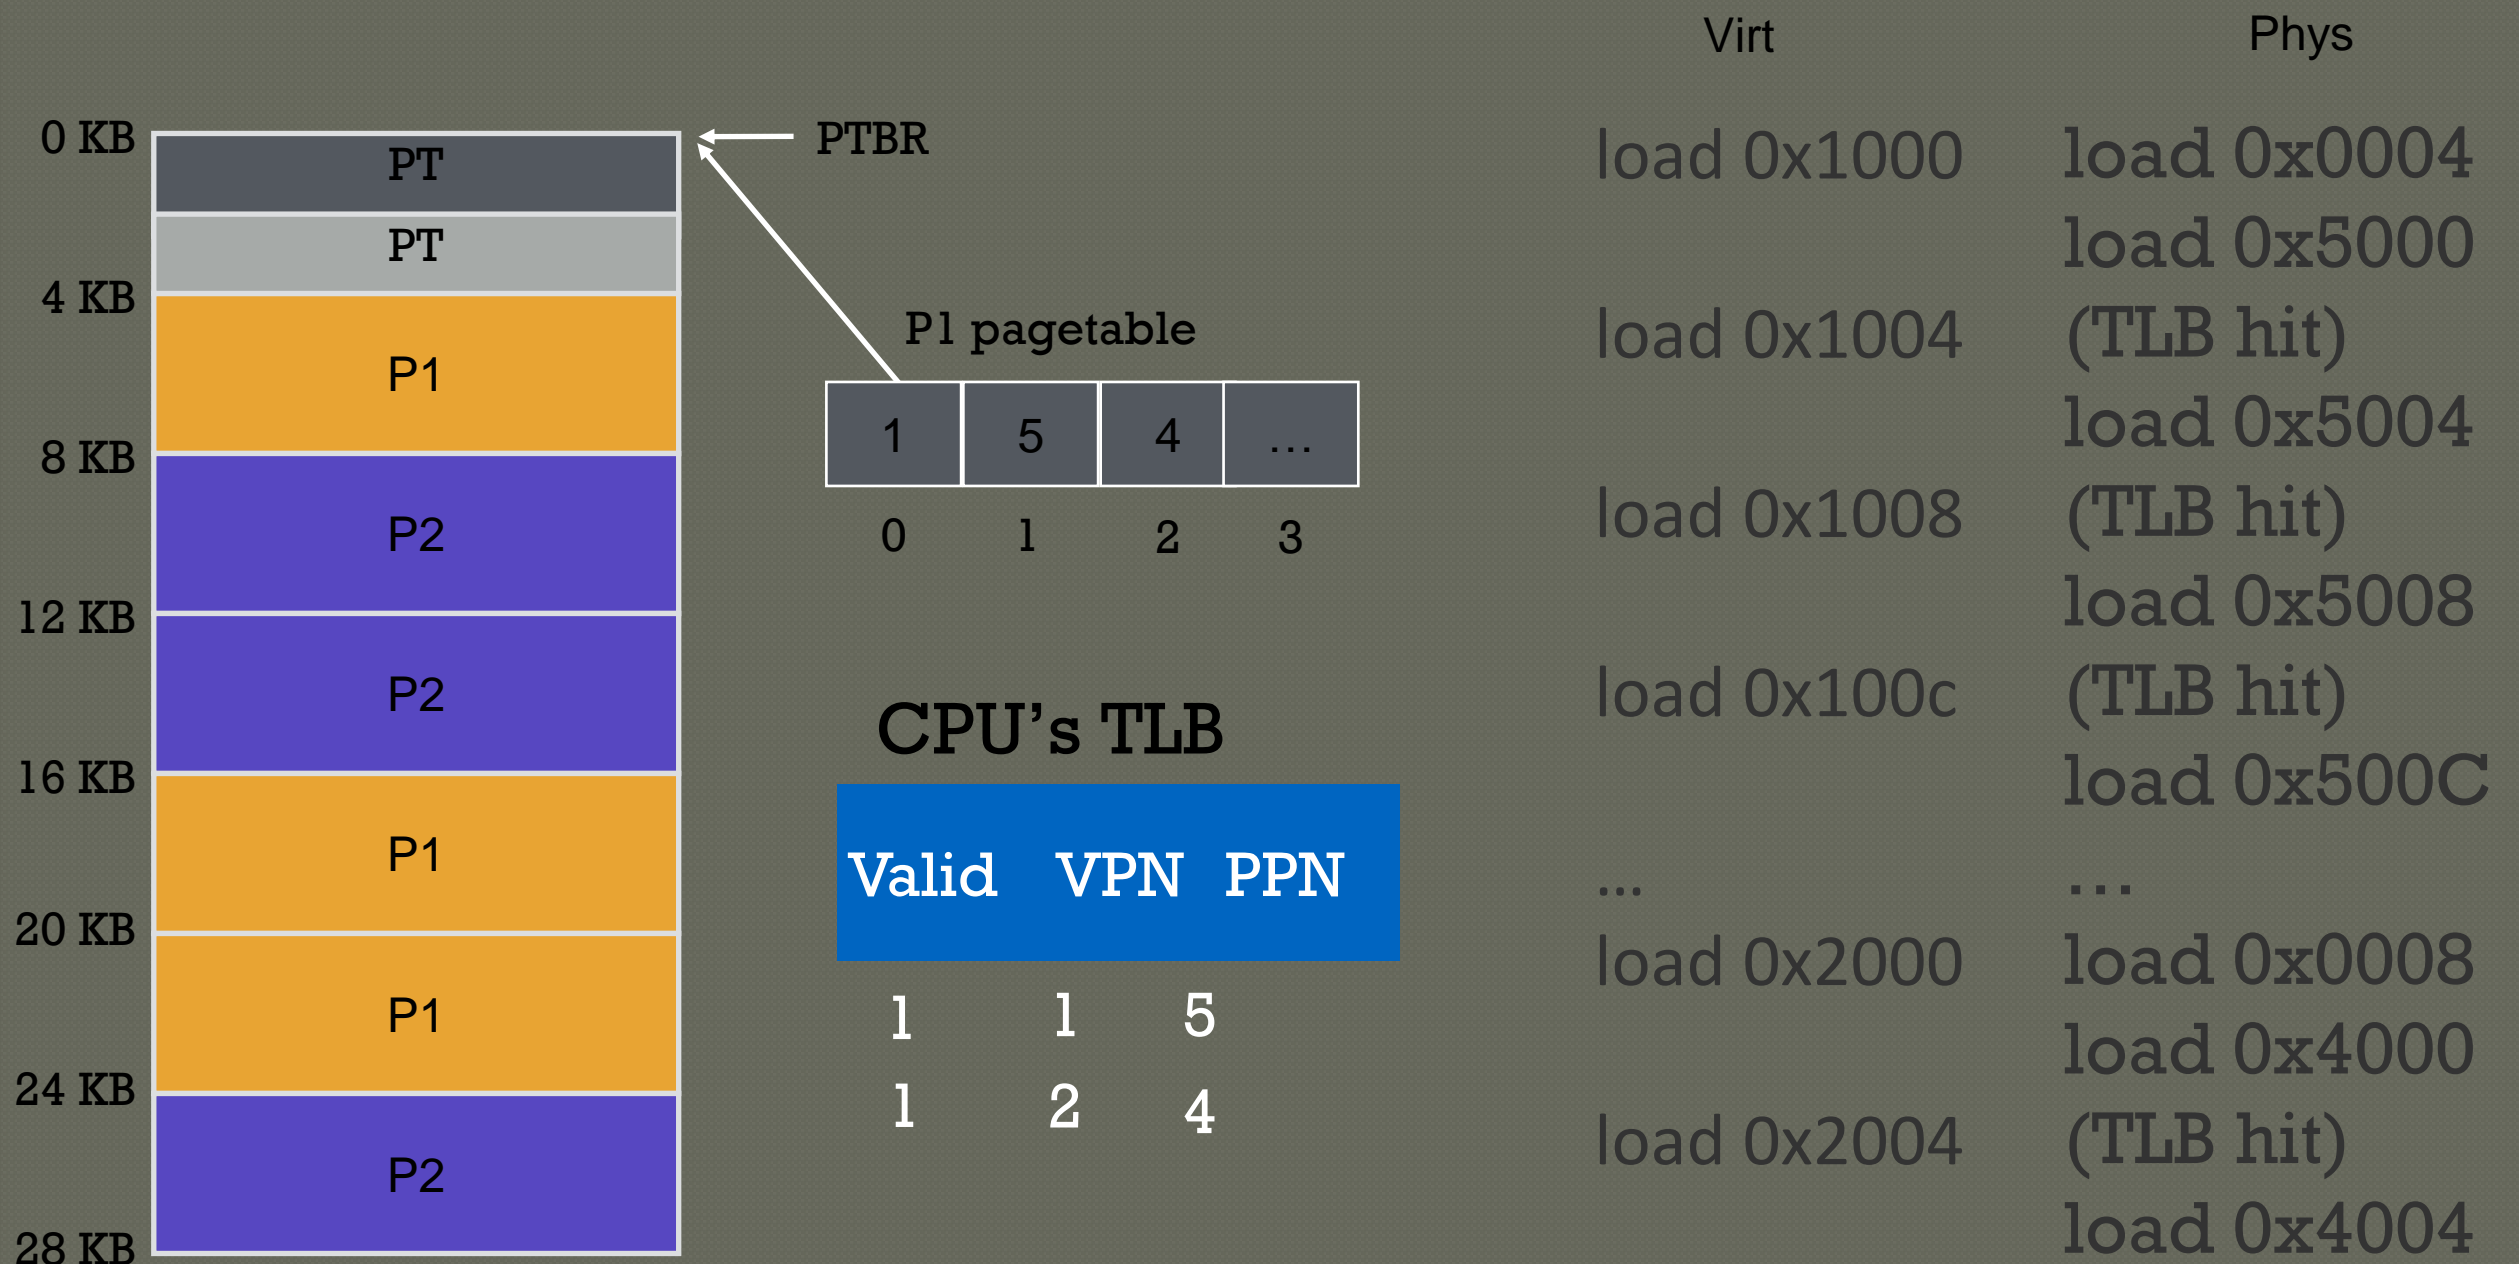 Virt Phys
0 KB PT PTBR
PT
4 KB
P1
8 KB
P2
12 KB
P2
16 KB
P1
20 KB
P1
24 KB
P2
28 KB
P1 pagetable
1 5 4 ...
0 1 2 3
CPU's TLB
Valid VPN PPN
1 1 5
1 2 4
load 0x1000 load 0x0004
load 0x5000
load 0x1004 (TLB hit)
load 0x5004
load 0x1008 (TLB hit)
load 0x5008
load 0x100c (TLB hit)
load 0x500C
... ...
load 0x2000 load 0x0008
load 0x4000
load 0x2004 (TLB hit)
load 0x4004